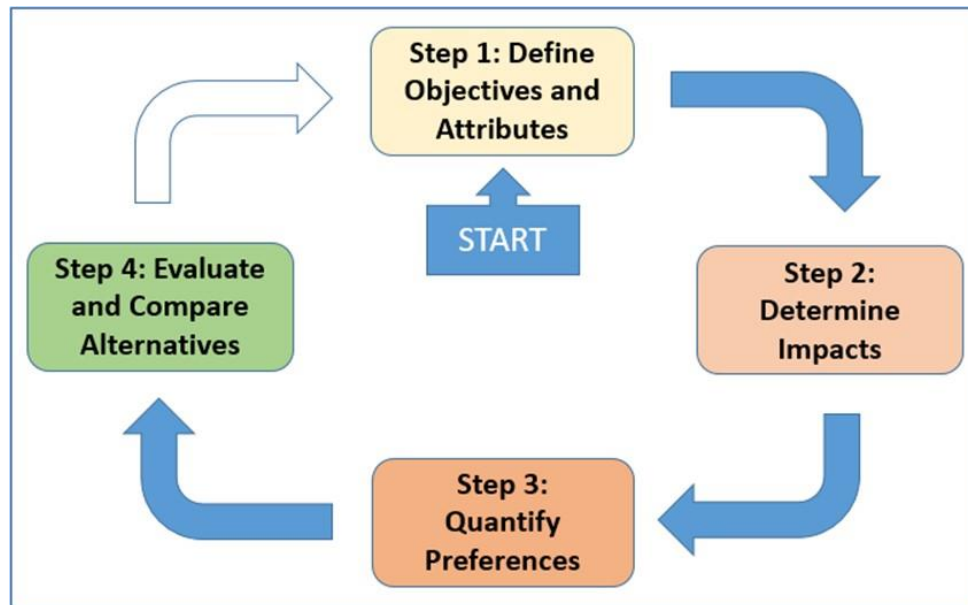 Step 1: Define
Objectives and
Attributes
START
Step 2:
Determine
Impacts
Step 3:
Quantify
Preferences
Step 4: Evaluate
and Compare
Alternatives